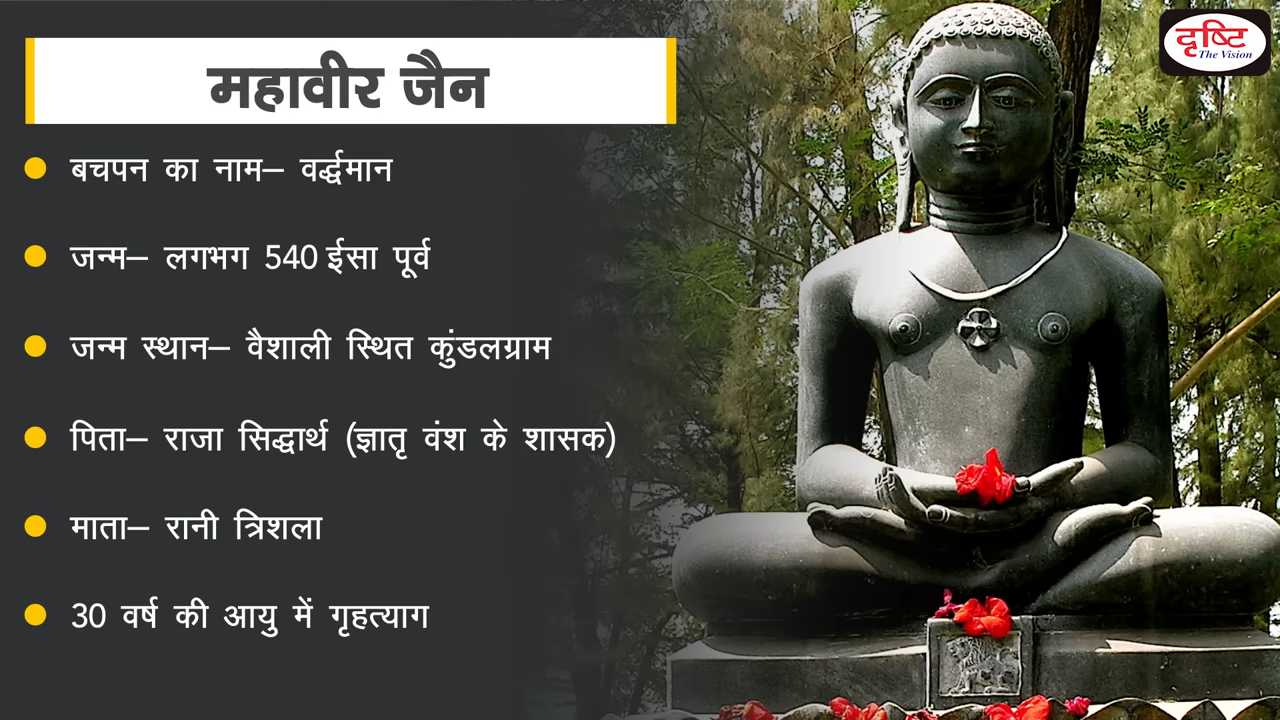 दृष्टि
The Vision
महावीर जैन
बचपन का नाम– वर्द्धमान
जन्म– लगभग 540 ईसा पूर्व
जन्म स्थान– वैशाली स्थित कुंडलग्राम
पिता– राजा सिद्धार्थ (ज्ञातृ वंश के शासक)
माता– रानी त्रिशला
30 वर्ष की आयु में गृहत्याग